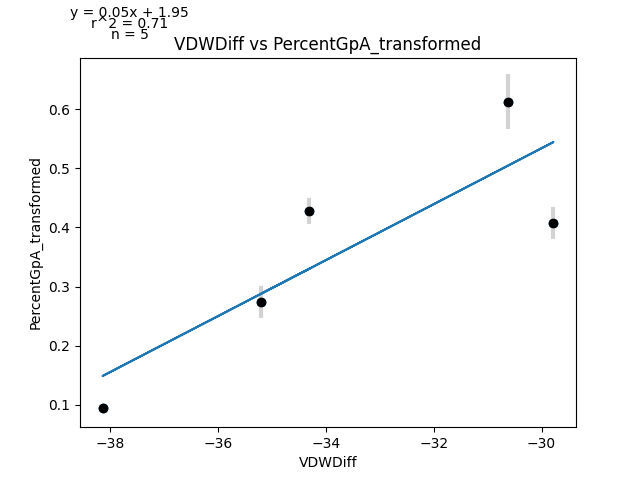 y = 0.05x + 1.95
r^2 = 0.71
n = 5
VDWDiff vs PercentGpA_transformed
PercentGpA_transformed
0.6
0.5
0.4
0.3
0.2
0.1
−38
−36
−34
−32
−30
VDWDiff